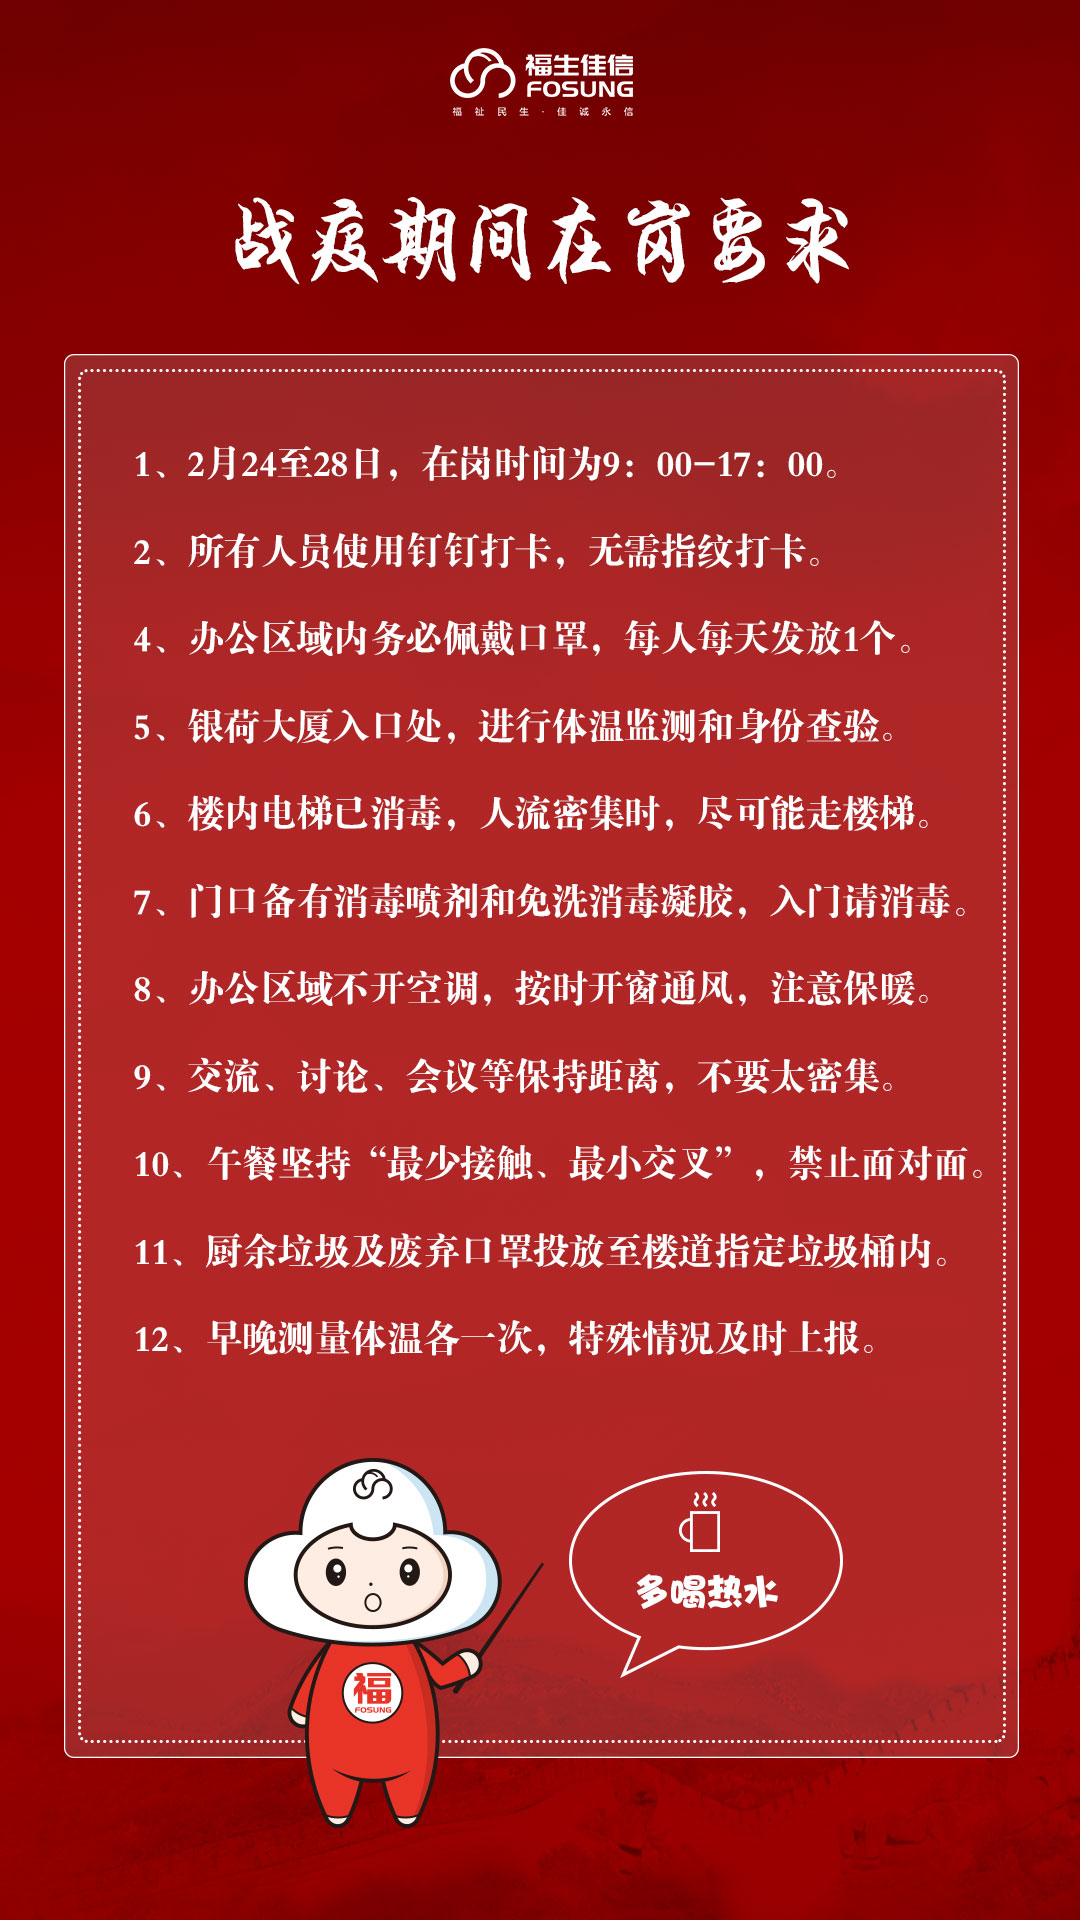 福生佳信
FOSUNG
福祉民生·佳诚永信
战疫期间在岗要求
1、2月24至28日，在岗时间为9：00-17：00。
2、所有人员使用钉钉打卡，无需指纹打卡。
4、办公区域内务必佩戴口罩，每人每天发放1个。
5、银荷大厦入口处，进行体温监测和身份查验。
6、楼内电梯已消毒，人流密集时，尽可能走楼梯。
7、门口备有消毒喷剂和免洗消毒凝胶，入门请消毒。
8、办公区域不开空调，按时开窗通风，注意保暖。
9、交流、讨论、会议等保持距离，不要太密集。
10、午餐坚持“最少接触、最小交叉”，禁止面对面。
11、厨余垃圾及废弃口罩投放至楼道指定垃圾桶内。
12、早晚测量体温各一次，特殊情况及时上报。
多喝热水
福
FOSUNG